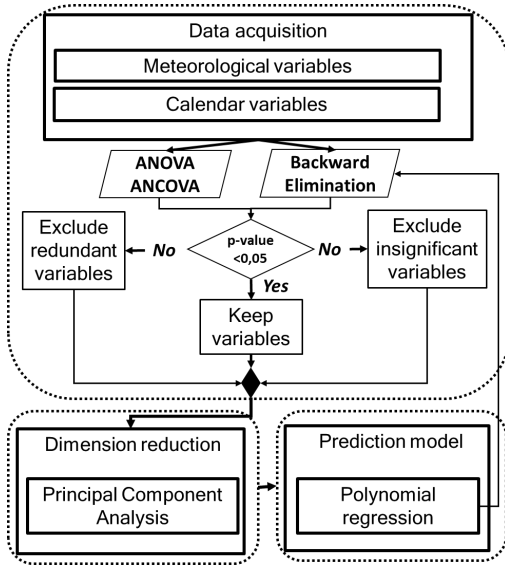 Data acquisition
Meteorological variables
Calendar variables
ANOVA
ANCOVA
Backward
Elimination
Exclude
redundant
variables
No
p-value
<0,05
No
Exclude
insignificant
variables
Yes
Keep
variables
Dimension reduction
Principal Component
Analysis
Prediction model
Polynomial
regression